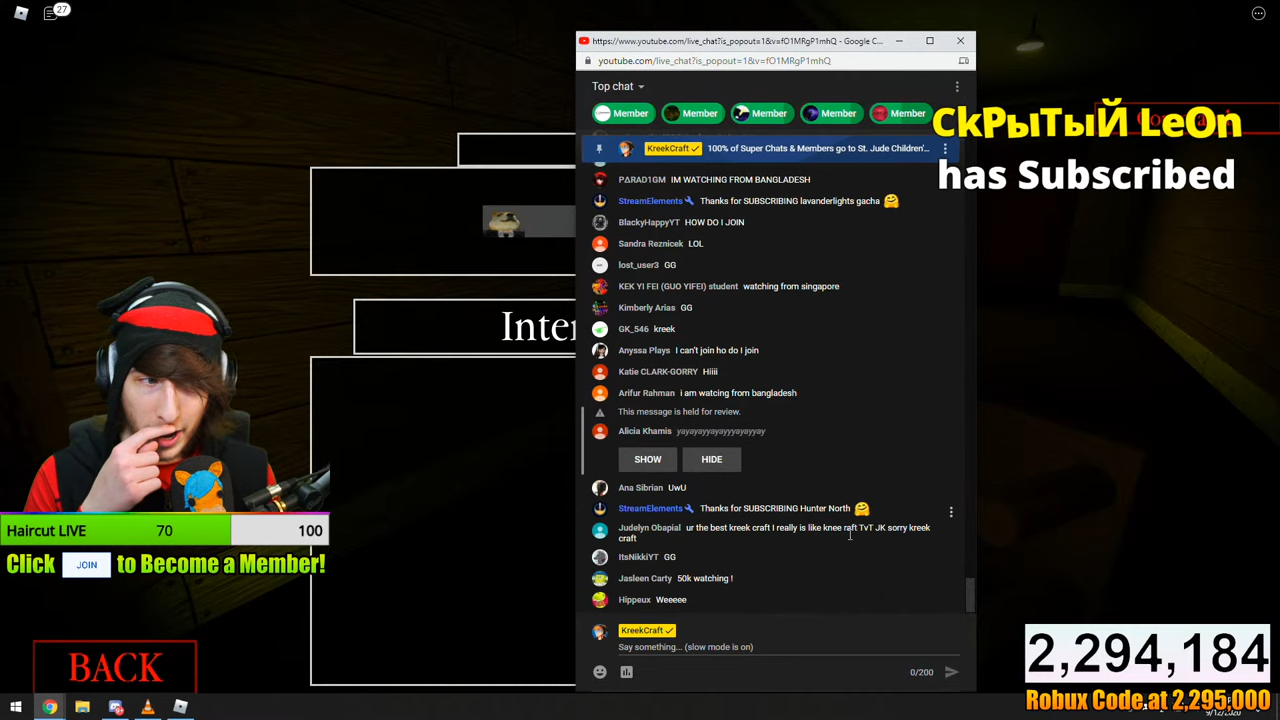 27
https://www.youtube.com/live_chat?is_popout=1&v=fO1MRgP1mhQ - Google C...
youtube.com/live_chat?is_popout=1&v=fO1MRgP1mhQ
Top chat
Member Member Member Member Member
KreekCraft 100% of Super Chats & Members go to St. Jude Children'...
PΔRAD1GM IM WATCHING FROM BANGLADESH
StreamElements Thanks for SUBSCRIBING lavanderlights gacha
BlackyHappyYT HOW DO I JOIN
Sandra Reznicek LOL
lost_user3 GG
KEK YI FEI (GUO YIFEI) student watching from singapore
Kimberly Arias GG
GK_546 kreek
Anyssa Plays I can't join ho do I join
Katie CLARK-GORRY Hiiii
Arifur Rahman i am watcing from bangladesh
This message is held for review.
Alicia Khamis yayayayyayayyyayayyay
SHOW HIDE
Ana Sibrian UwU
StreamElements Thanks for SUBSCRIBING Hunter North
Judelyn Obapial ur the best kreek craft I really is like knee raft TvT JK sorry kreek
craft
ItsNikkiYT GG
Jasleen Carty 50k watching !
Hippeux Weeeee
KreekCraft
Say something... (slow mode is on)
0/200
CkРЫТЫЙ LeOn
has Subscribed
Inter
Haircut LIVE 70 100
Click JOIN to Become a Member!
BACK
2,294,184
Robux Code at 2,295,000